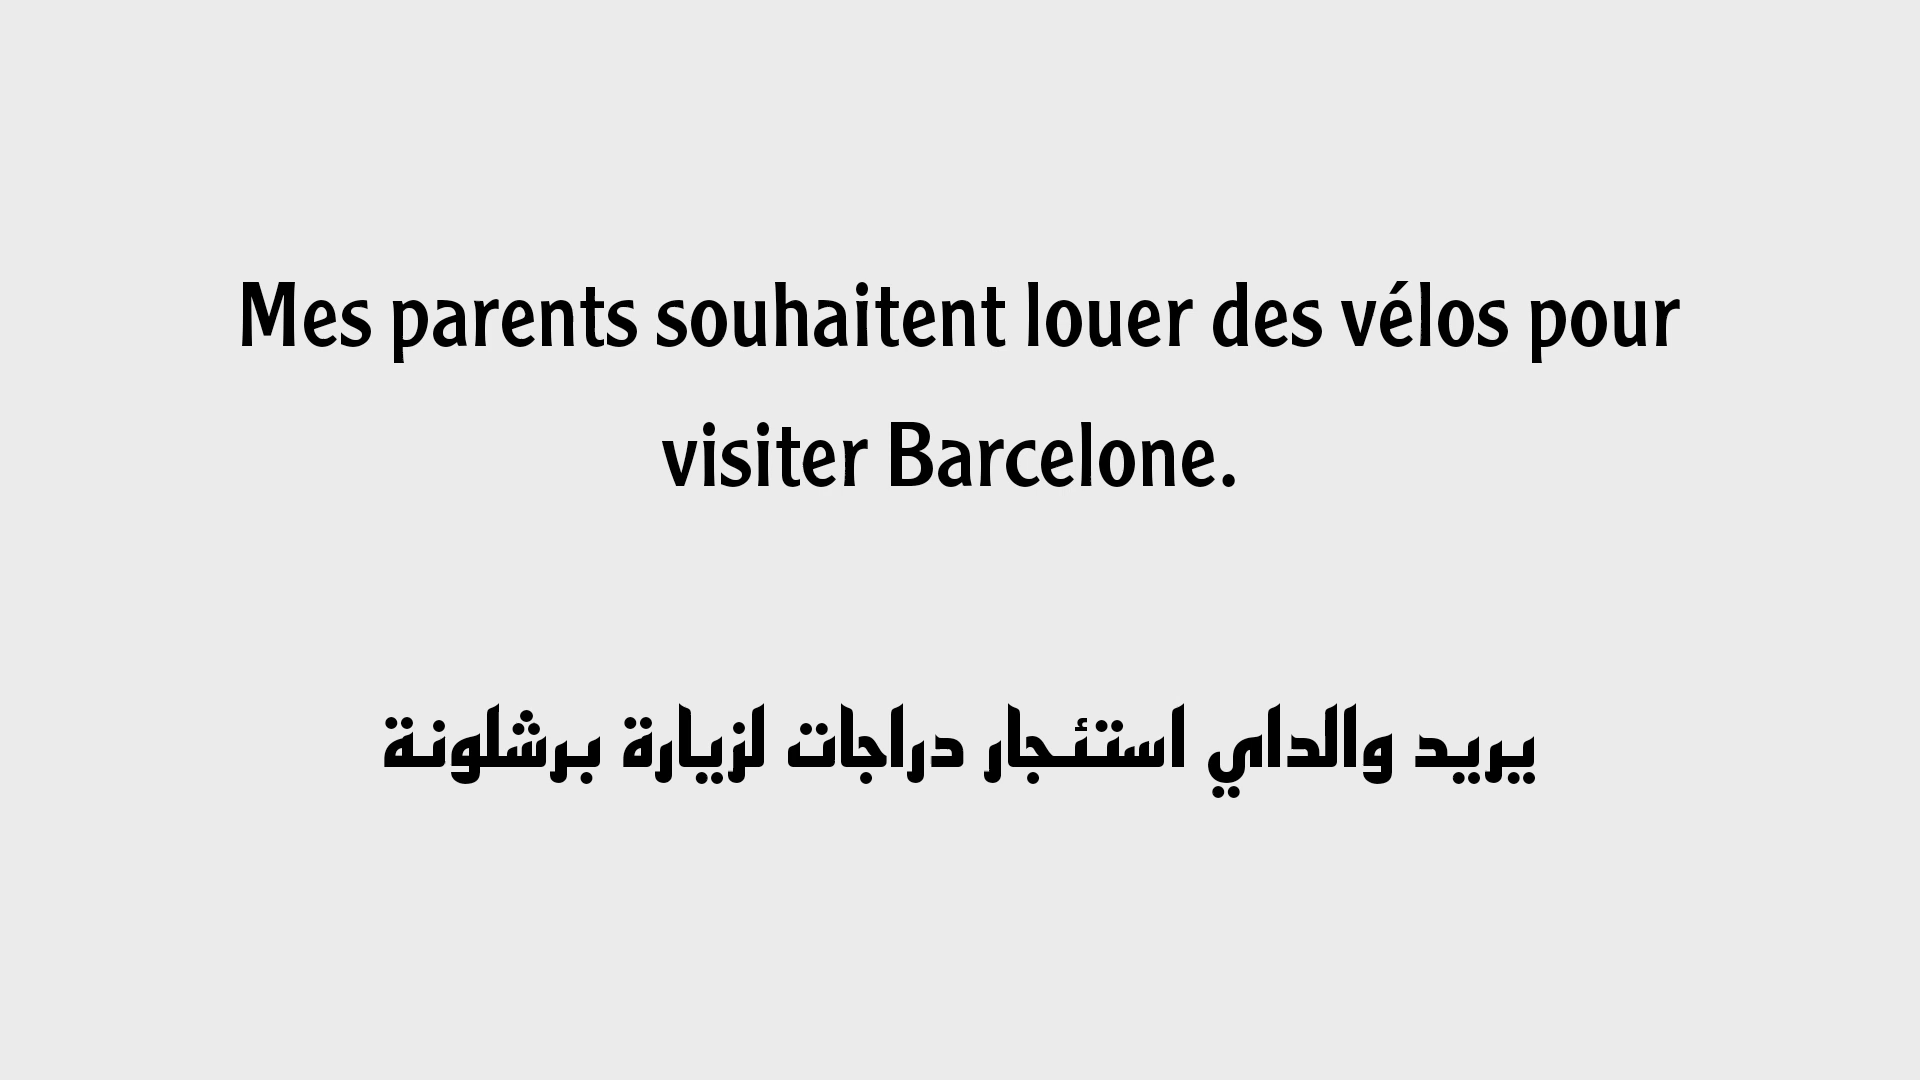 Mes parents souhaitent louer des vélos pour
visiter Barcelone.
يريد والداي استئجار دراجات لزيارة برشلونة